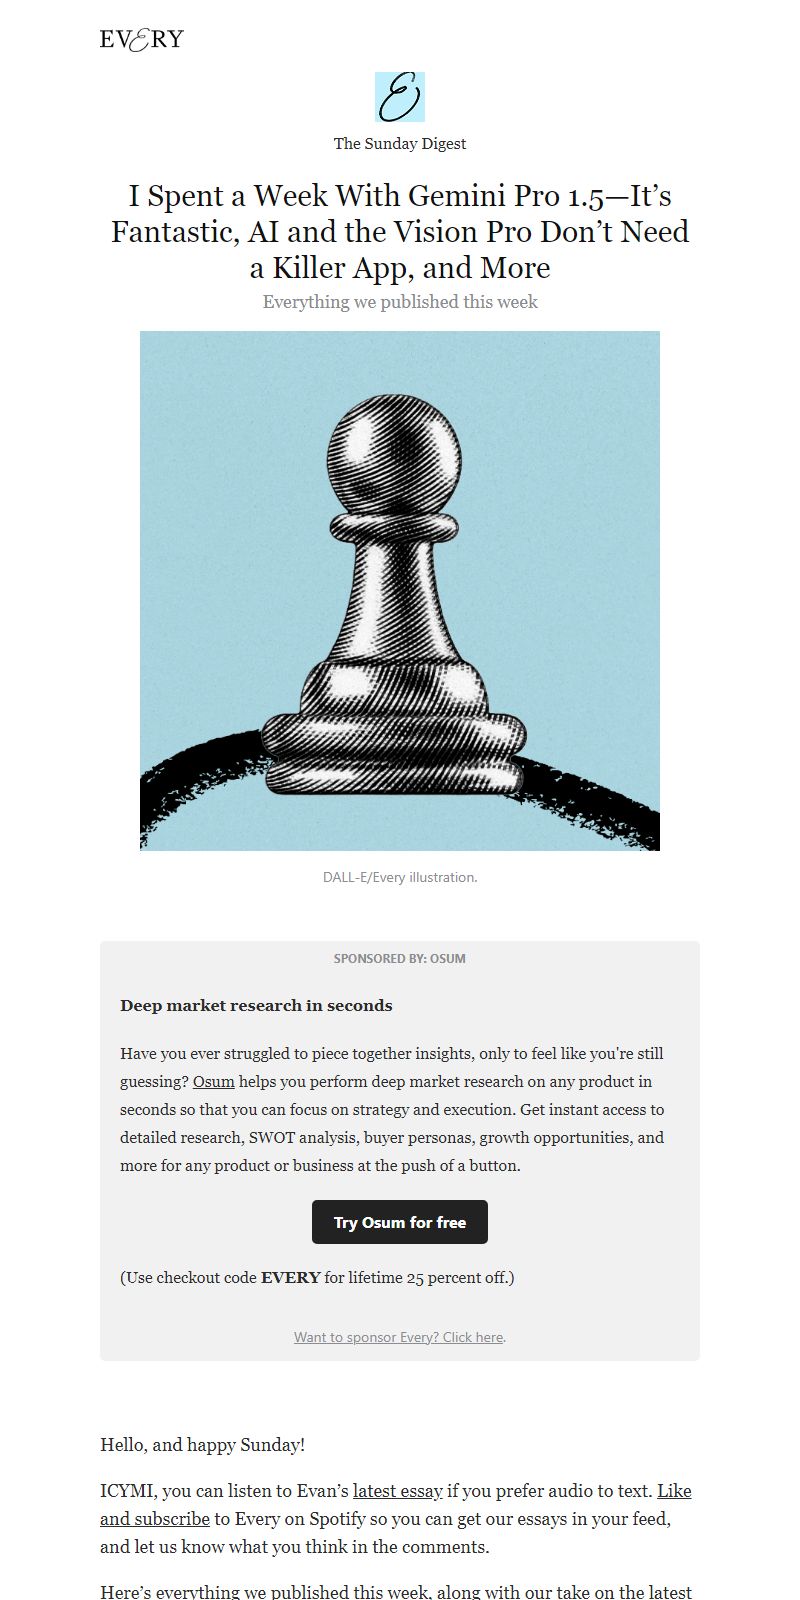 EVERY
E
The Sunday Digest
I Spent a Week With Gemini Pro 1.5—It’s
Fantastic, AI and the Vision Pro Don’t Need
a Killer App, and More
Everything we published this week
DALL-E/Every illustration.
SPONSORED BY: OSUM
Deep market research in seconds
Have you ever struggled to piece together insights, only to feel like you're still
guessing? Osum helps you perform deep market research on any product in
seconds so that you can focus on strategy and execution. Get instant access to
detailed research, SWOT analysis, buyer personas, growth opportunities, and
more for any product or business at the push of a button.
Try Osum for free
(Use checkout code EVERY for lifetime 25 percent off.)
Want to sponsor Every? Click here.
Hello, and happy Sunday!
ICYMI, you can listen to Evan’s latest essay if you prefer audio to text. Like
and subscribe to Every on Spotify so you can get our essays in your feed,
and let us know what you think in the comments.
Here’s everything we published this week, along with our take on the latest